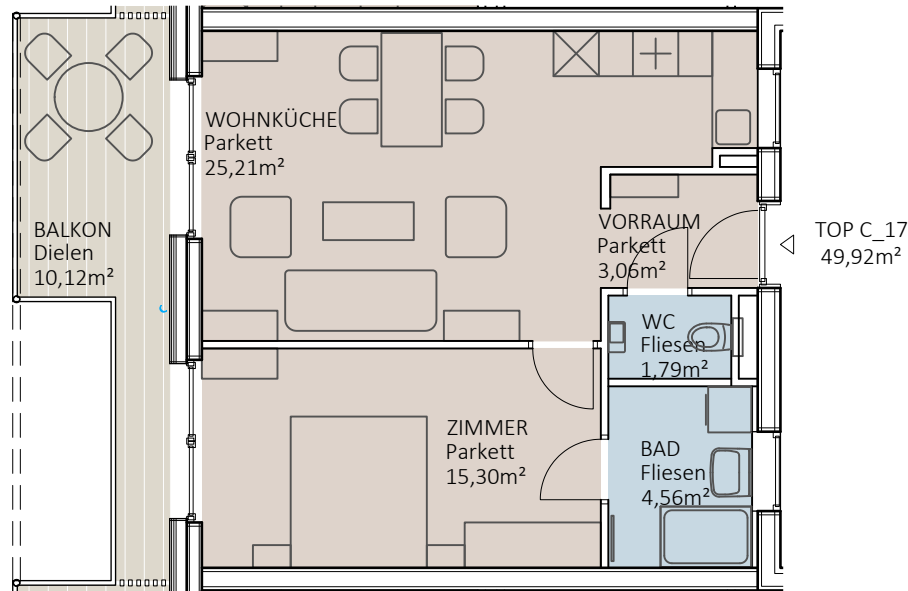 WOHNKÜCHE
Parkett
25,21m²
BALKON
Dielen
10,12m²
VORRAUM
Parkett
3,06m²
TOP C_17
49,92m²
WC
Fliesen
1,79m²
ZIMMER
Parkett
15,30m²
BAD
Fliesen
4,56m²